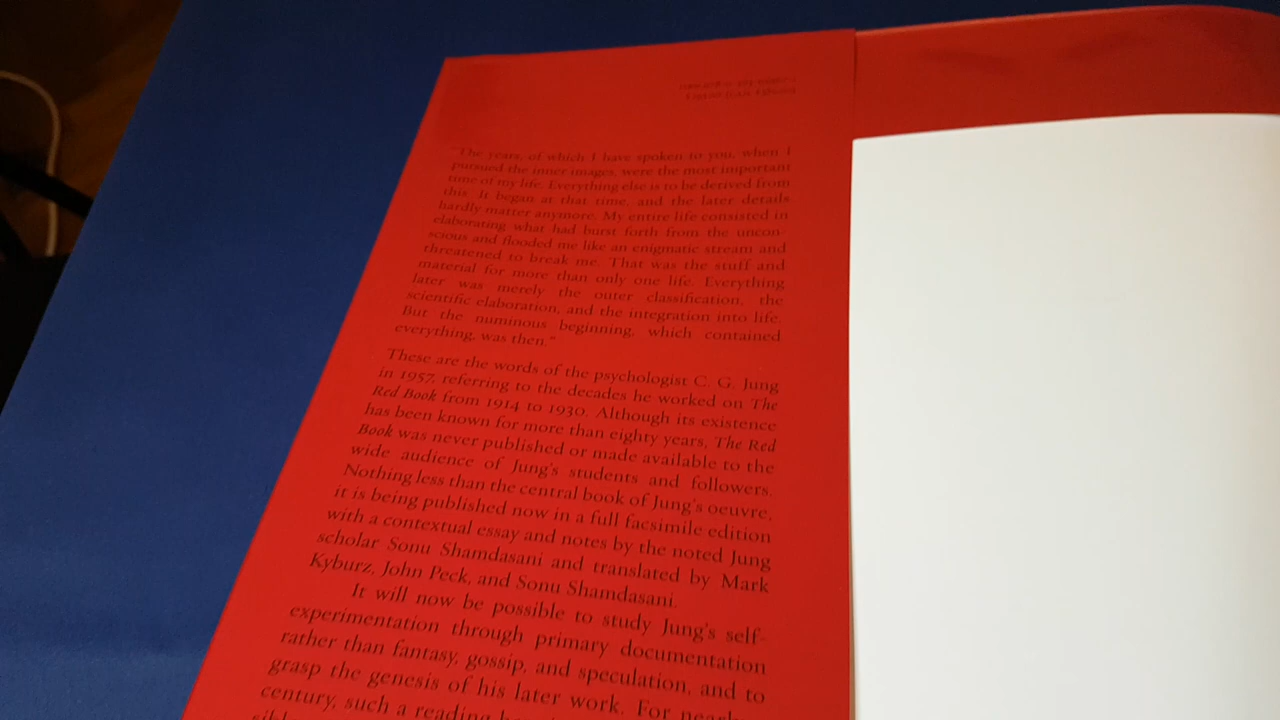 "The years, of which I have spoken to you, when I
pursued the inner images, were the most important
time of my life. Everything else is to be derived from
this. It began at that time, and the later details
hardly matter anymore. My entire life consisted in
elaborating what had burst forth from the uncon-
scious and flooded me like an enigmatic stream and
threatened to break me. That was the stuff and
material for more than only one life. Everything
later was merely the outer classification, the
scientific elaboration, and the integration into life.
But the numinous beginning, which contained
everything, was then."
These are the words of the psychologist C. G. Jung
in 1957, referring to the decades he worked on The
Red Book from 1914 to 1930. Although its existence
has been known for more than eighty years, The Red
Book was never published or made available to the
wide audience of Jung's students and followers.
Nothing less than the central book of Jung's oeuvre,
it is being published now in a full facsimile edition
with a contextual essay and notes by the noted Jung
scholar Sonu Shamdasani and translated by Mark
Kyburz, John Peck, and Sonu Shamdasani.
It will now be possible to study Jung's self-
experimentation through primary documentation
rather than fantasy, gossip, and speculation, and to
grasp the genesis of his later work. For nearly
century, such a reading